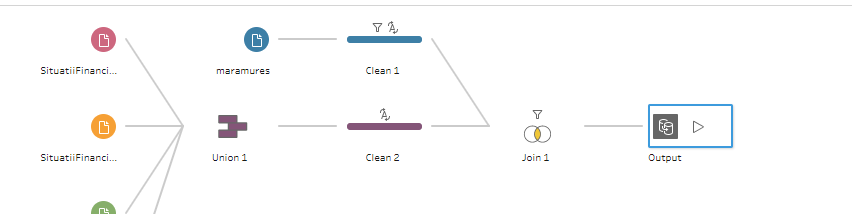 SituatiiFinanci...
maramures
Clean 1
SituatiiFinanci...
Union 1
Clean 2
Join 1
Output